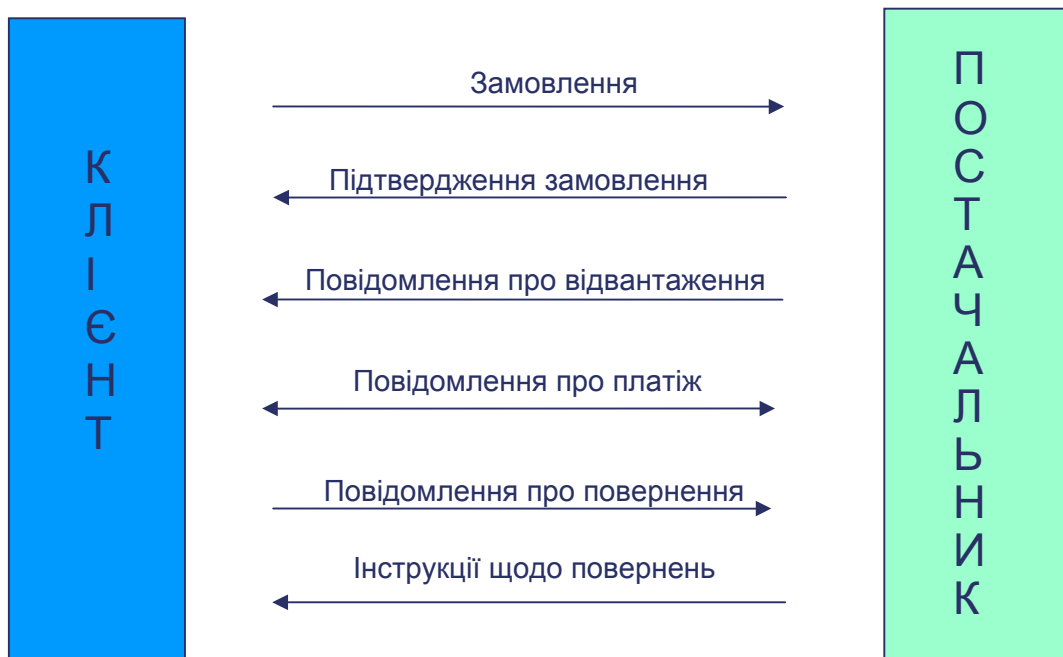 КЛІЄНТ
Замовлення
Підтвердження замовлення
Повідомлення про відвантаження
Повідомлення про платіж
Повідомлення про повернення
Інструкції щодо повернень
ПОСТАЧАЛЬНИК